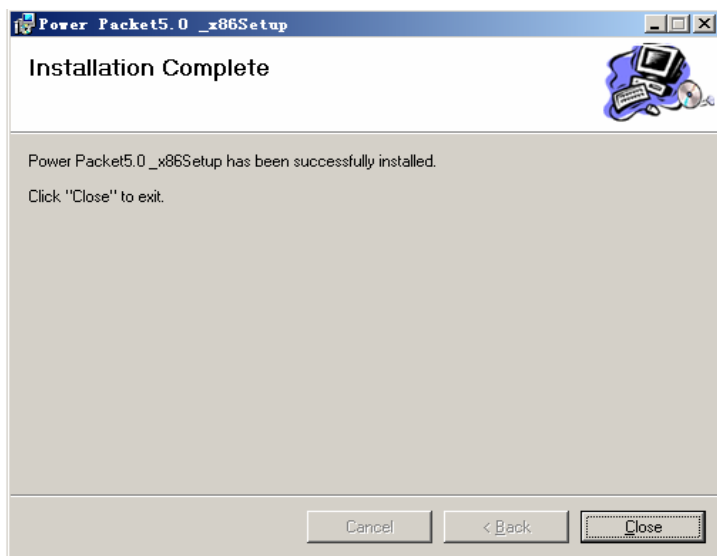 Power Packet5.0 _x86Setup
Installation Complete
Power Packet5.0 _x86Setup has been successfully installed.
Click "Close" to exit.
Cancel
< Back
Close